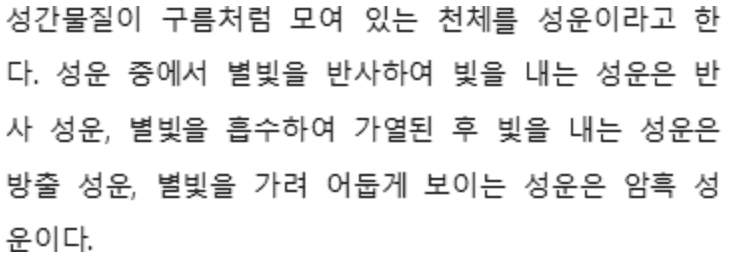 성간물질이 구름처럼 모여 있는 천체를 성운이라고 한
다. 성운 중에서 별빛을 반사하여 빛을 내는 성운은 반
사 성운, 별빛을 흡수하여 가열된 후 빛을 내는 성운은
방출 성운, 별빛을 가려 어둡게 보이는 성운은 암흑 성
운이다.